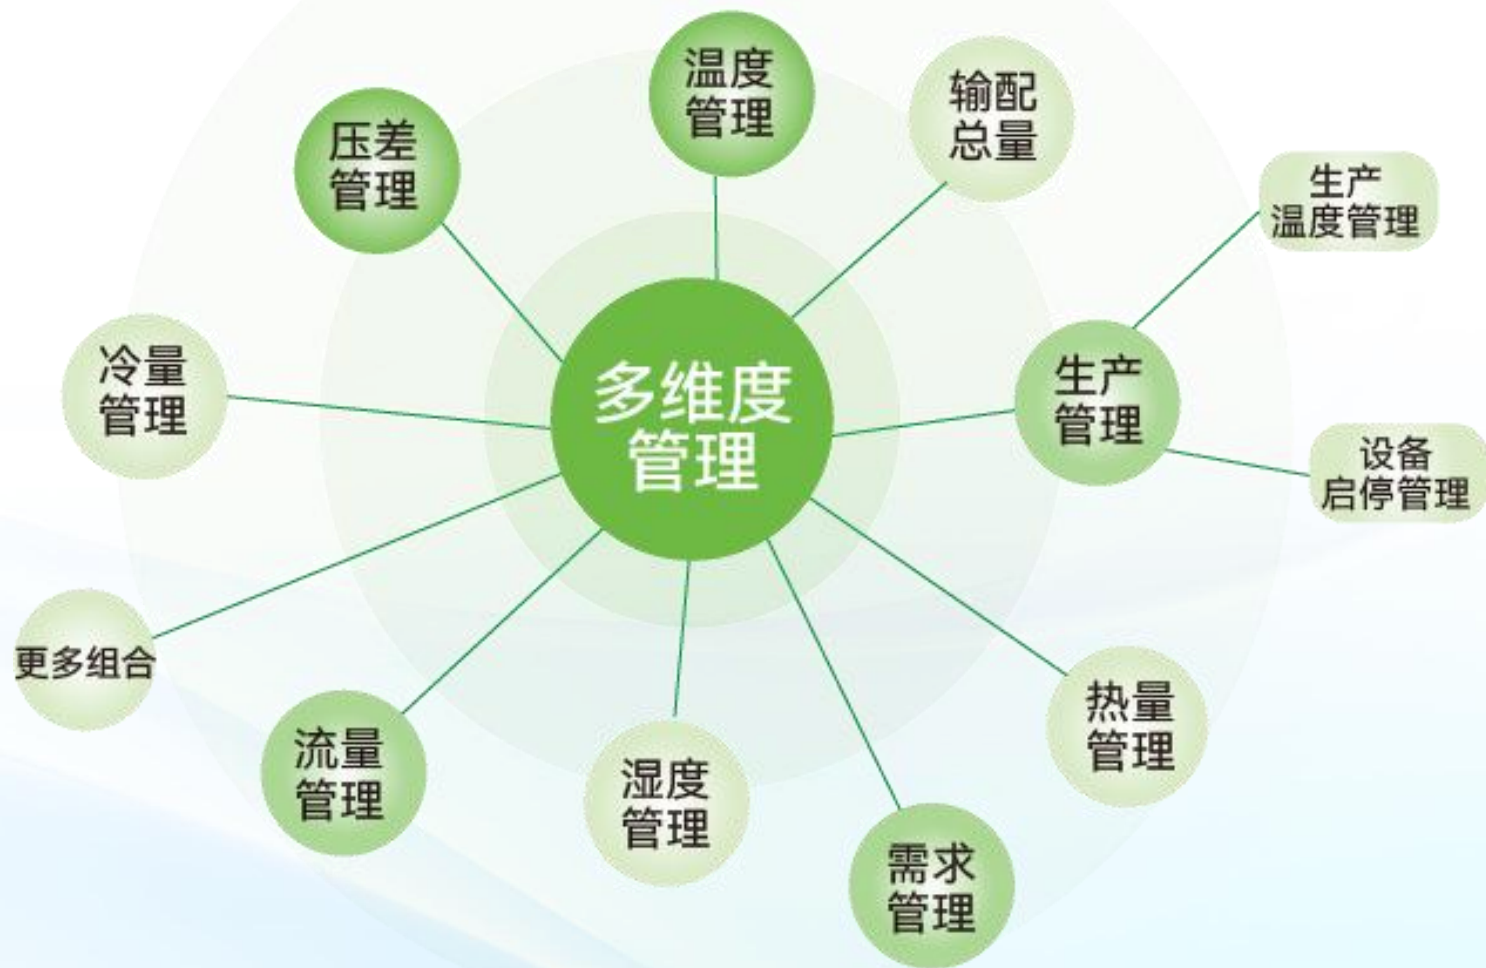 温度
管理
输配
总量
压差
管理
生产
温度管理
多维度
管理
生产
管理
冷量
管理
设备
启停管理
更多组合
流量
管理
湿度
管理
热量
管理
需求
管理